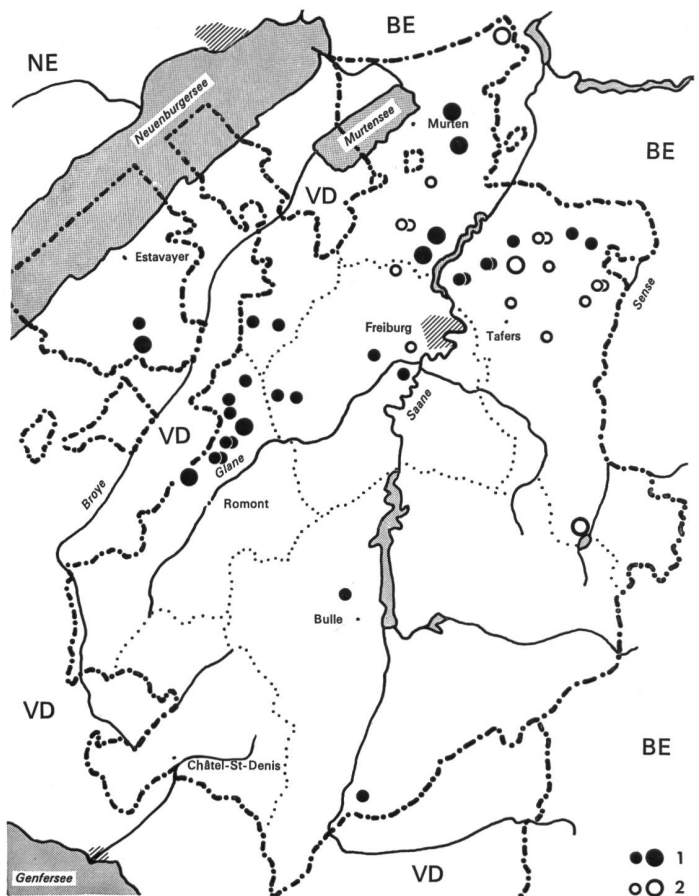 BE
NE
Neuenburgersee
Murtensee
Murten
BE
VD
Estavayer
Sense
Freiburg
Tafers
Saane
VD
Glane
Broye
Romont
Bulle
VD
BE
Châtel-St-Denis
1
VD
2
Genfersee